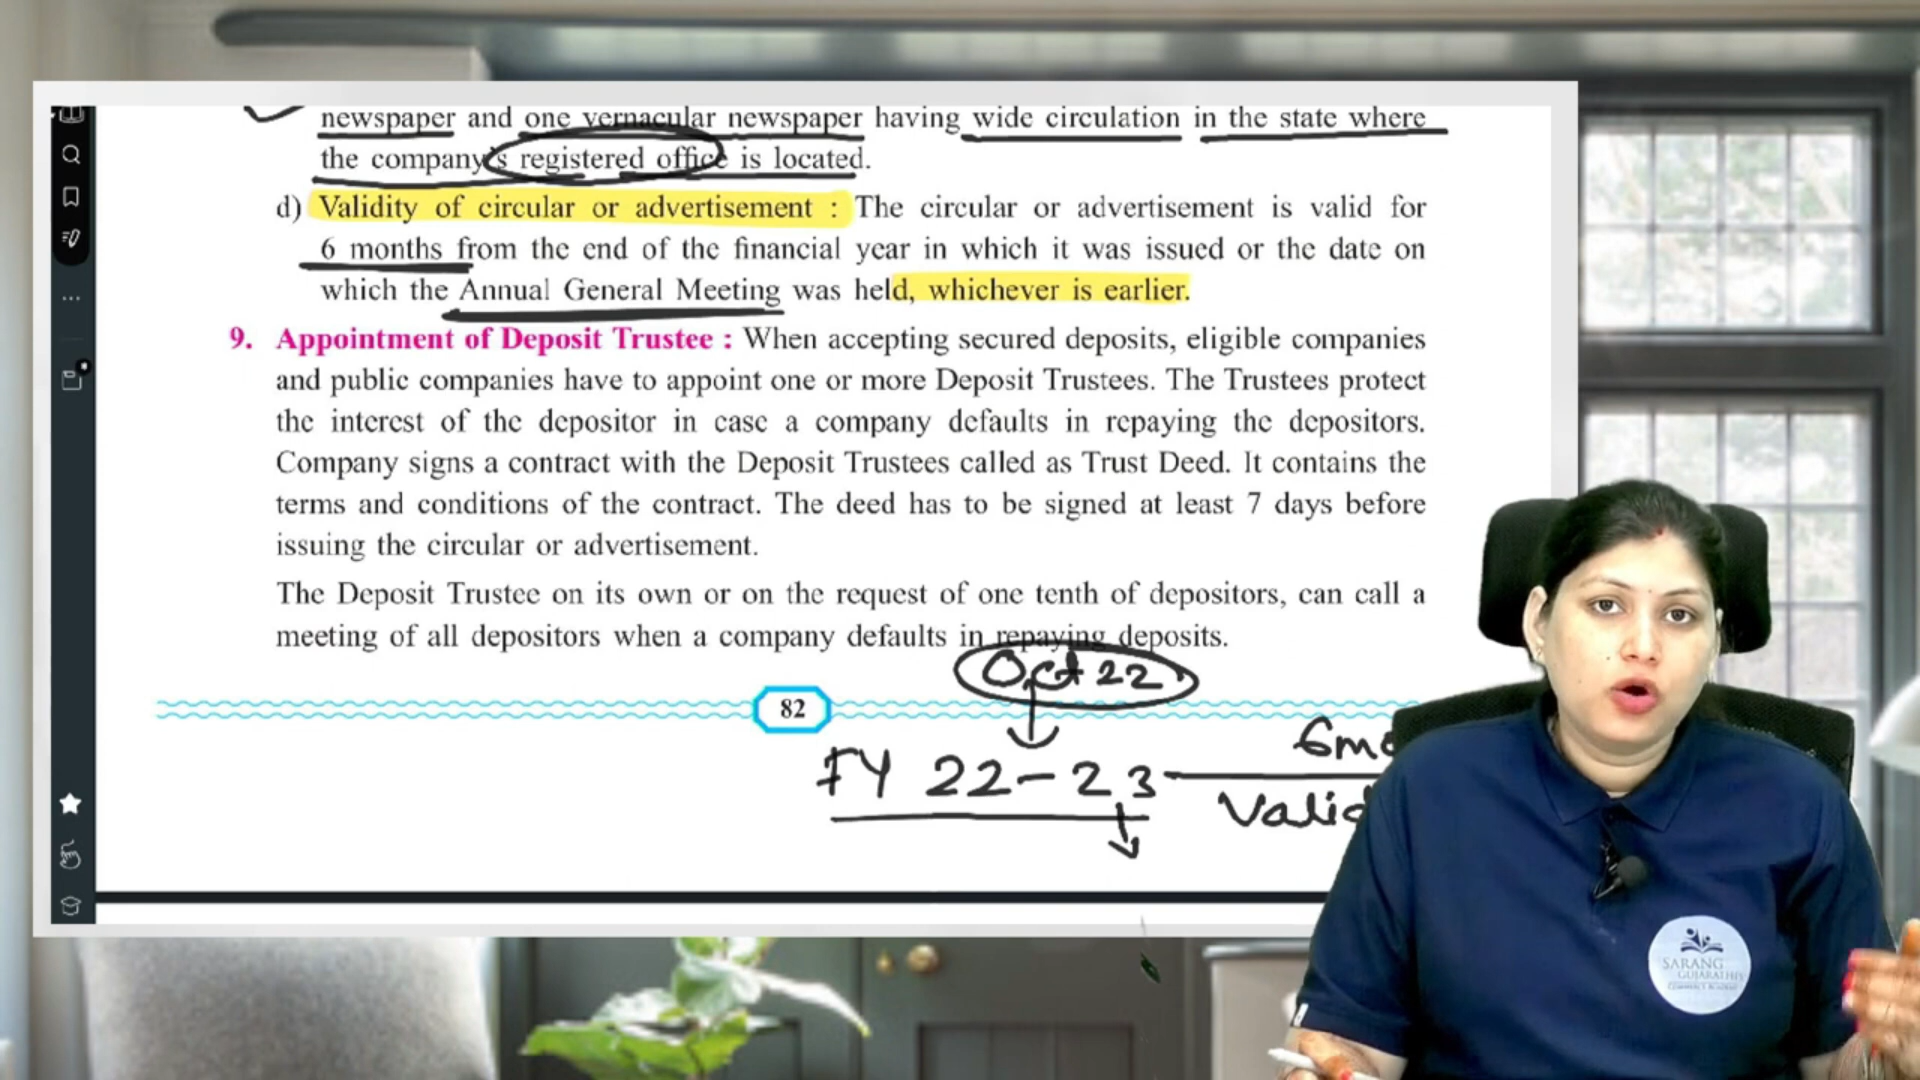 newspaper and one vernacular newspaper having wide circulation in the state where
the company's registered office is located.
d) Validity of circular or advertisement : The circular or advertisement is valid for
6 months from the end of the financial year in which it was issued or the date on
which the Annual General Meeting was held, whichever is earlier.
9. Appointment of Deposit Trustee : When accepting secured deposits, eligible companies
and public companies have to appoint one or more Deposit Trustees. The Trustees protect
the interest of the depositor in case a company defaults in repaying the depositors.
Company signs a contract with the Deposit Trustees called as Trust Deed. It contains the
terms and conditions of the contract. The deed has to be signed at least 7 days before
issuing the circular or advertisement.
The Deposit Trustee on its own or on the request of one tenth of depositors, can call a
meeting of all depositors when a company defaults in repaying deposits.
Oct 22
82
6mo
FY 22-23
Valid
SARANG
GUJARATHI'S
COMMERCE ACADEMY